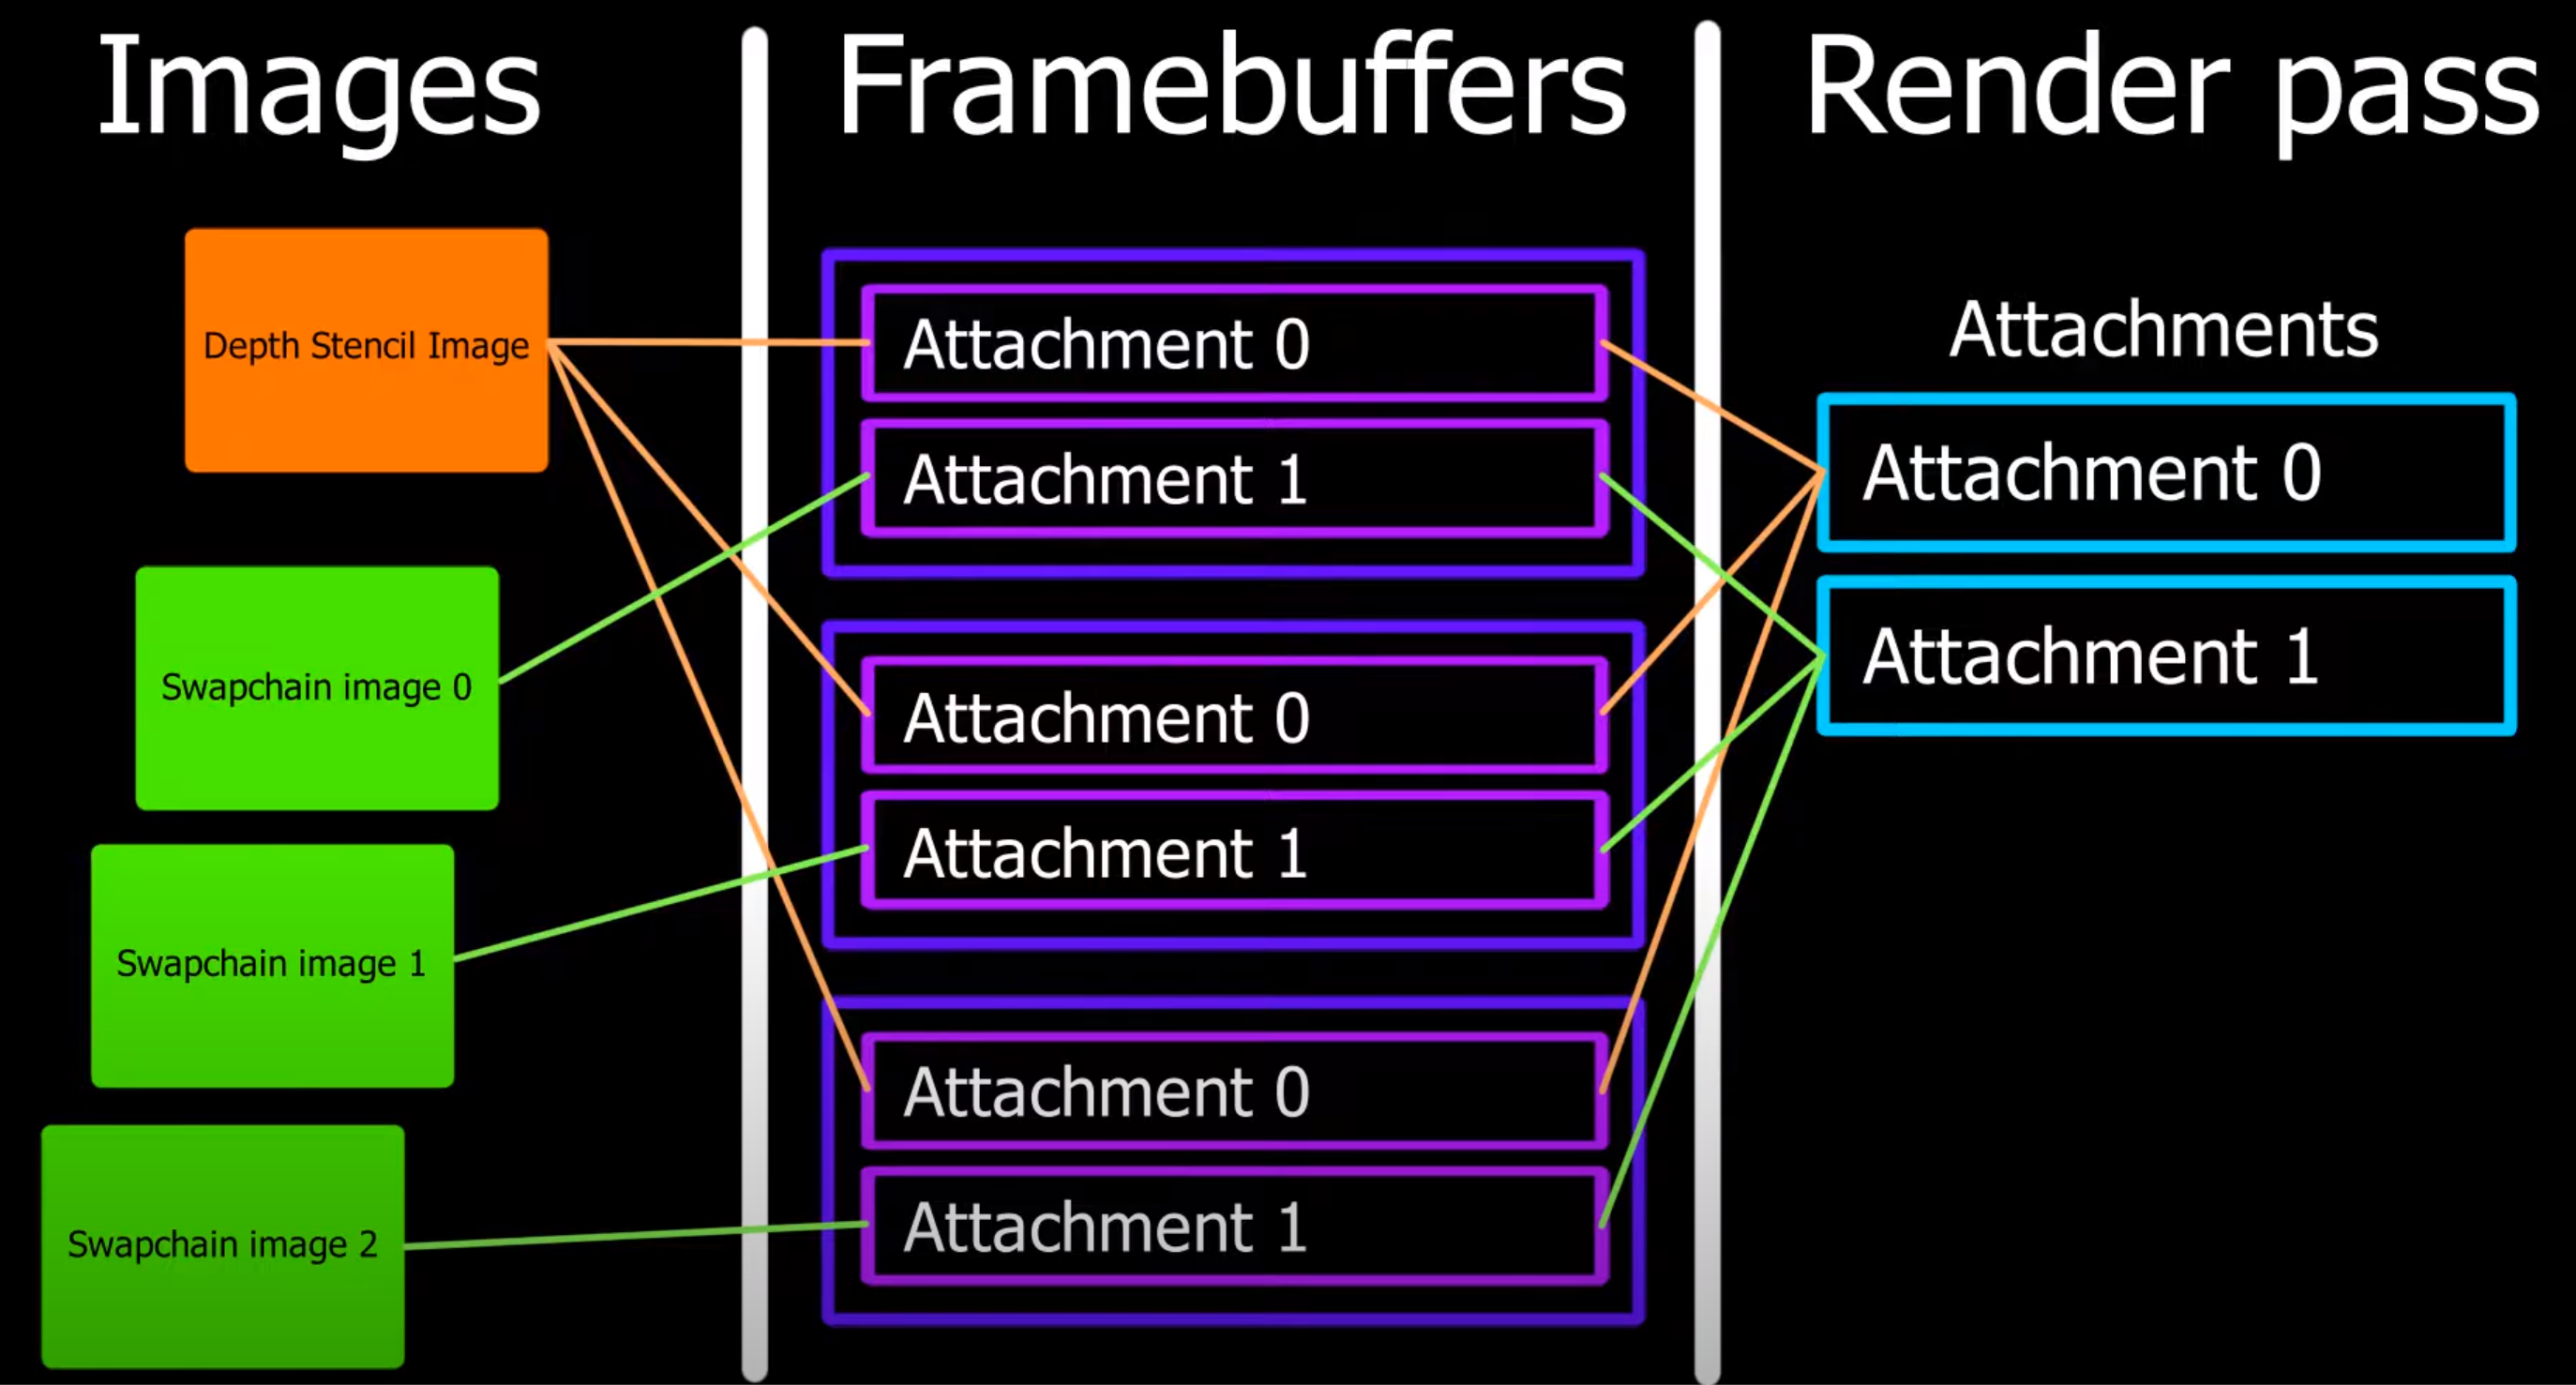 Images
Framebuffers
Render pass
Depth Stencil Image
Swapchain image 0
Swapchain image 1
Swapchain image 2
Attachment 0
Attachment 1
Attachment 0
Attachment 1
Attachment 0
Attachment 1
Attachments
Attachment 0
Attachment 1